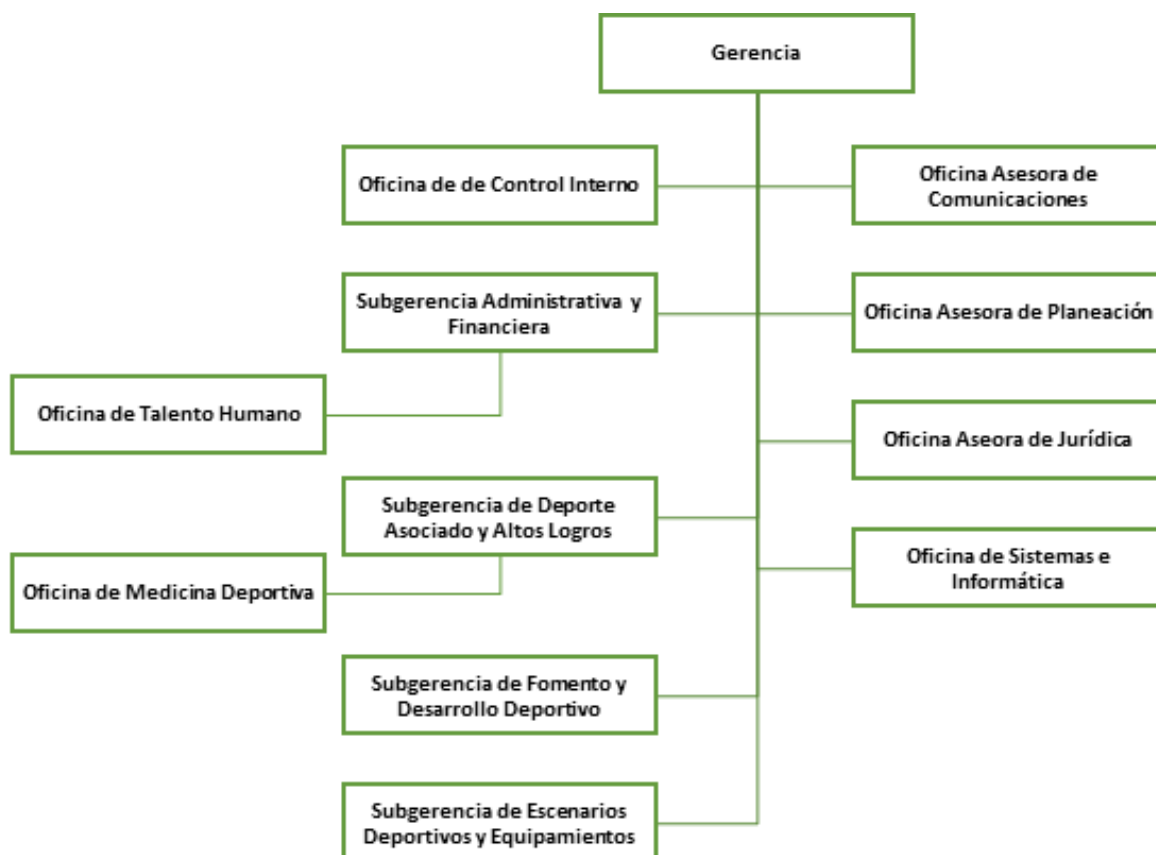 Gerencia
Oficina de de Control Interno
Oficina Asesora de
Comunicaciones
Subgerencia Administrativa y
Financiera
Oficina Asesora de Planeación
Oficina de Talento Humano
Oficina Aseora de Jurídica
Subgerencia de Deporte
Asociado y Altos Logros
Oficina de Sistemas e
Informática
Oficina de Medicina Deportiva
Subgerencia de Fomento y
Desarrollo Deportivo
Subgerencia de Escenarios
Deportivos y Equipamientos